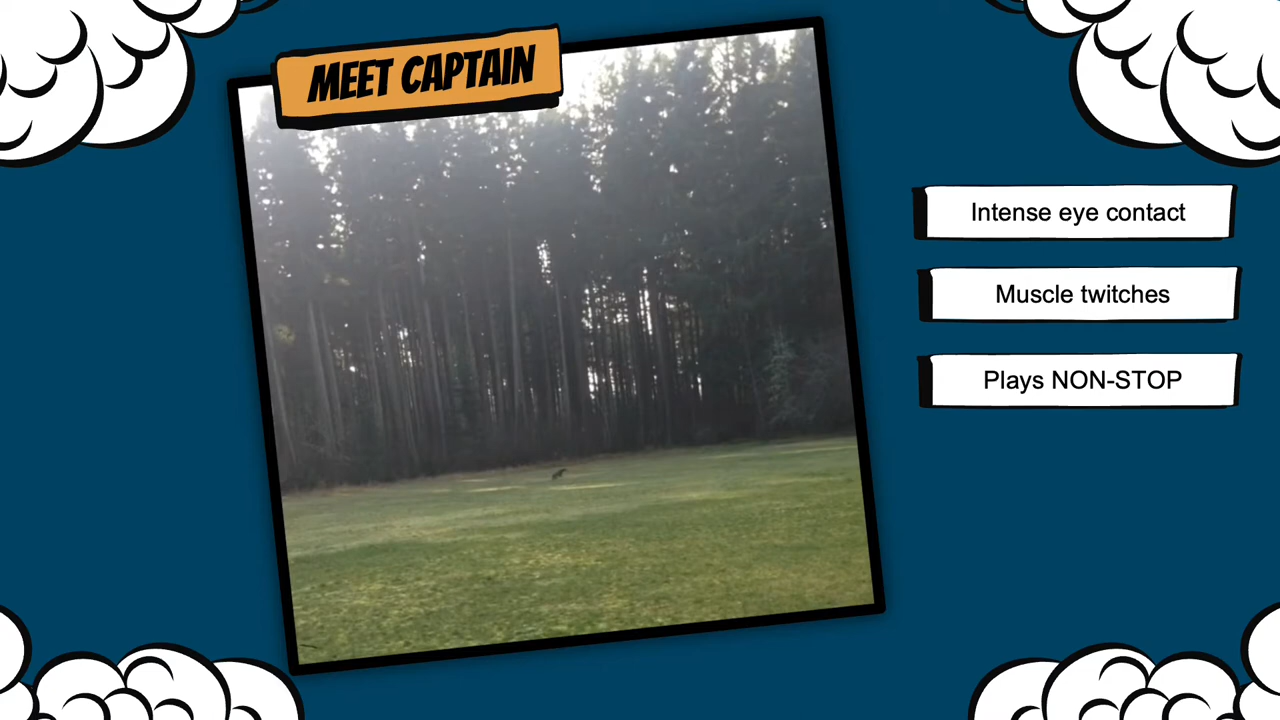 MEET CAPTAIN
Intense eye contact
Muscle twitches
Plays NON-STOP